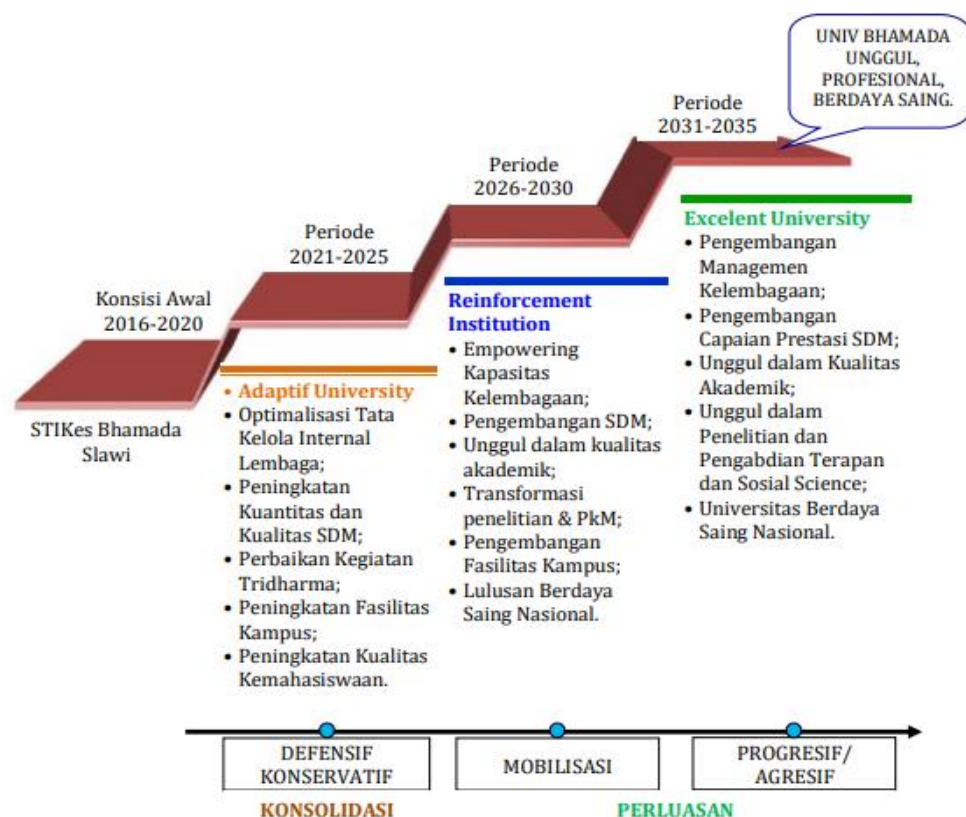 UNIV BHAMADA
UNGGUL,
PROFESIONAL,
BERDAYA SAING.
Periode
2031-2035
Periode
2026-2030
Periode
2021-2025
Konsisi Awal
2016-2020
STIKes Bhamada
Slawi
• Adaptif University
• Optimalisasi Tata
Kelola Internal
Lembaga;
• Peningkatan
Kuantitas dan
Kualitas SDM;
• Perbaikan Kegiatan
Tridharma;
• Peningkatan Fasilitas
Kampus;
• Peningkatan Kualitas
Kemahasiswaan.
Reinforcement
Institution
• Empowering
Kapasitas
Kelembagaan;
• Pengembangan SDM;
• Unggul dalam kualitas
akademik;
• Transformasi
penelitian & PkM;
• Pengembangan
Fasilitas Kampus;
• Lulusan Berdaya
Saing Nasional.
Excelent University
• Pengembangan
Managemen
Kelembagaan;
• Pengembangan
Capaian Prestasi SDM;
• Unggul dalam Kualitas
Akademik;
• Unggul dalam
Penelitian dan
Pengabdian Terapan
dan Sosial Science;
• Universitas Berdaya
Saing Nasional.
DEFENSIF
KONSERVATIF
MOBILISASI
PROGRESIF/
AGRESIF
KONSOLIDASI
PERLUASAN